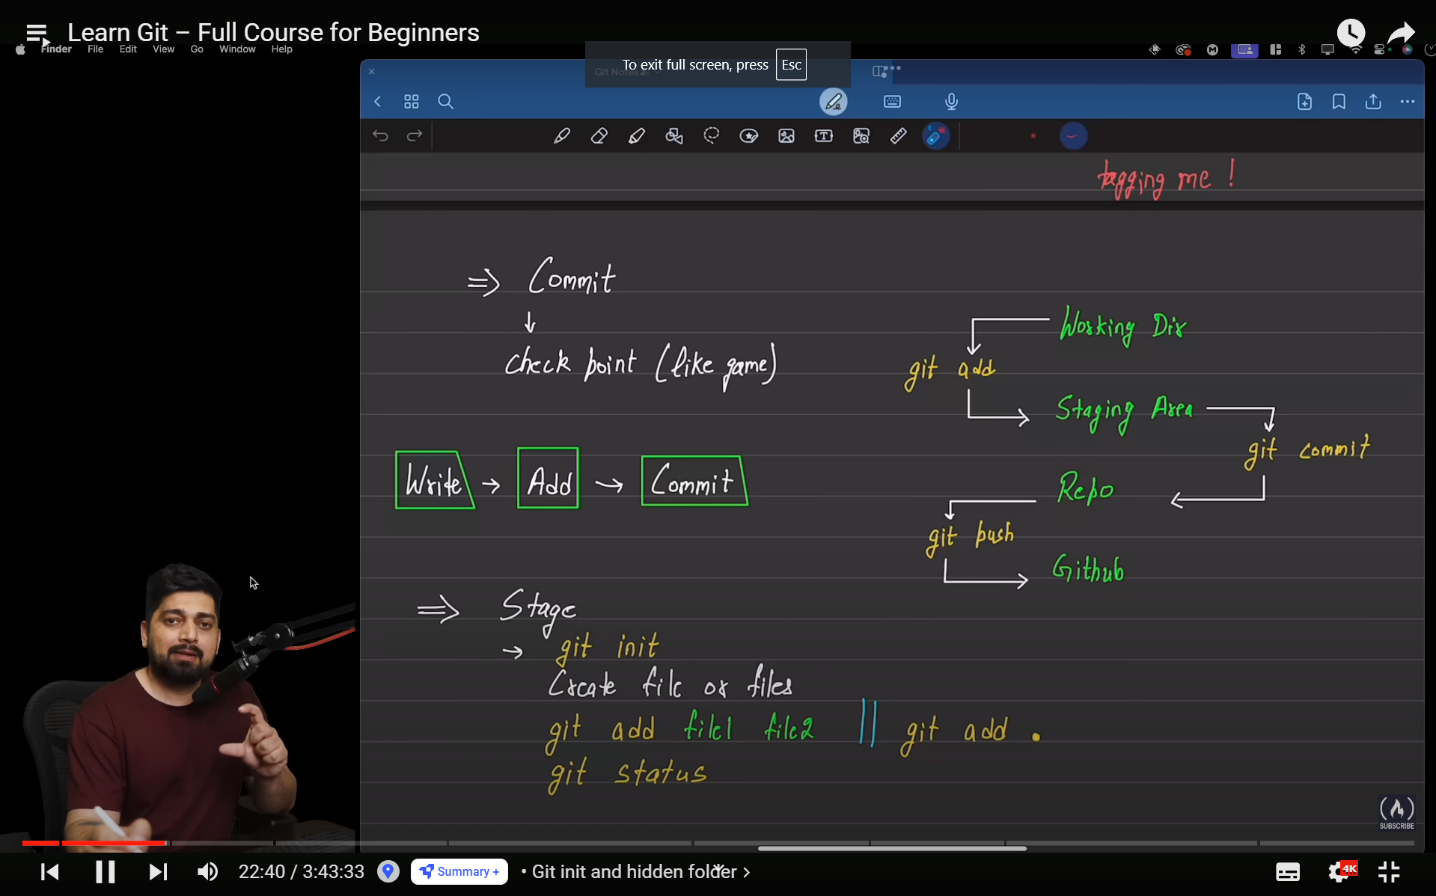 Learn Git – Full Course for Beginners
Finder File Edit View Go Window Help
To exit full screen, press Esc
tagging me !
⇒ Commit
↓
check point (like game)
Working Dir
git add
Staging Area
git commit
Write → Add → Commit
Repo
git push
Github
⇒ Stage
→ git init
Create file or files
git add file1 file2 || git add .
git status
SUBSCRIBE
22:40 / 3:43:33 Summary + • Git init and hidden folder >
4K